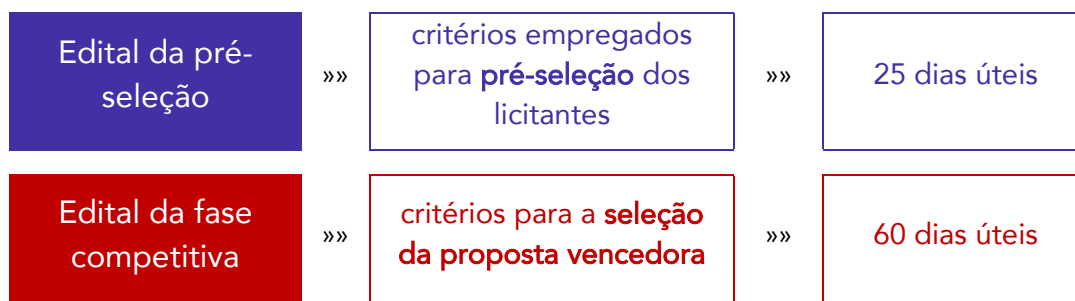 Edital da pré-
seleção
»»
critérios empregados
para pré-seleção dos
licitantes
»»
25 dias úteis
Edital da fase
competitiva
»»
critérios para a seleção
da proposta vencedora
»»
60 dias úteis